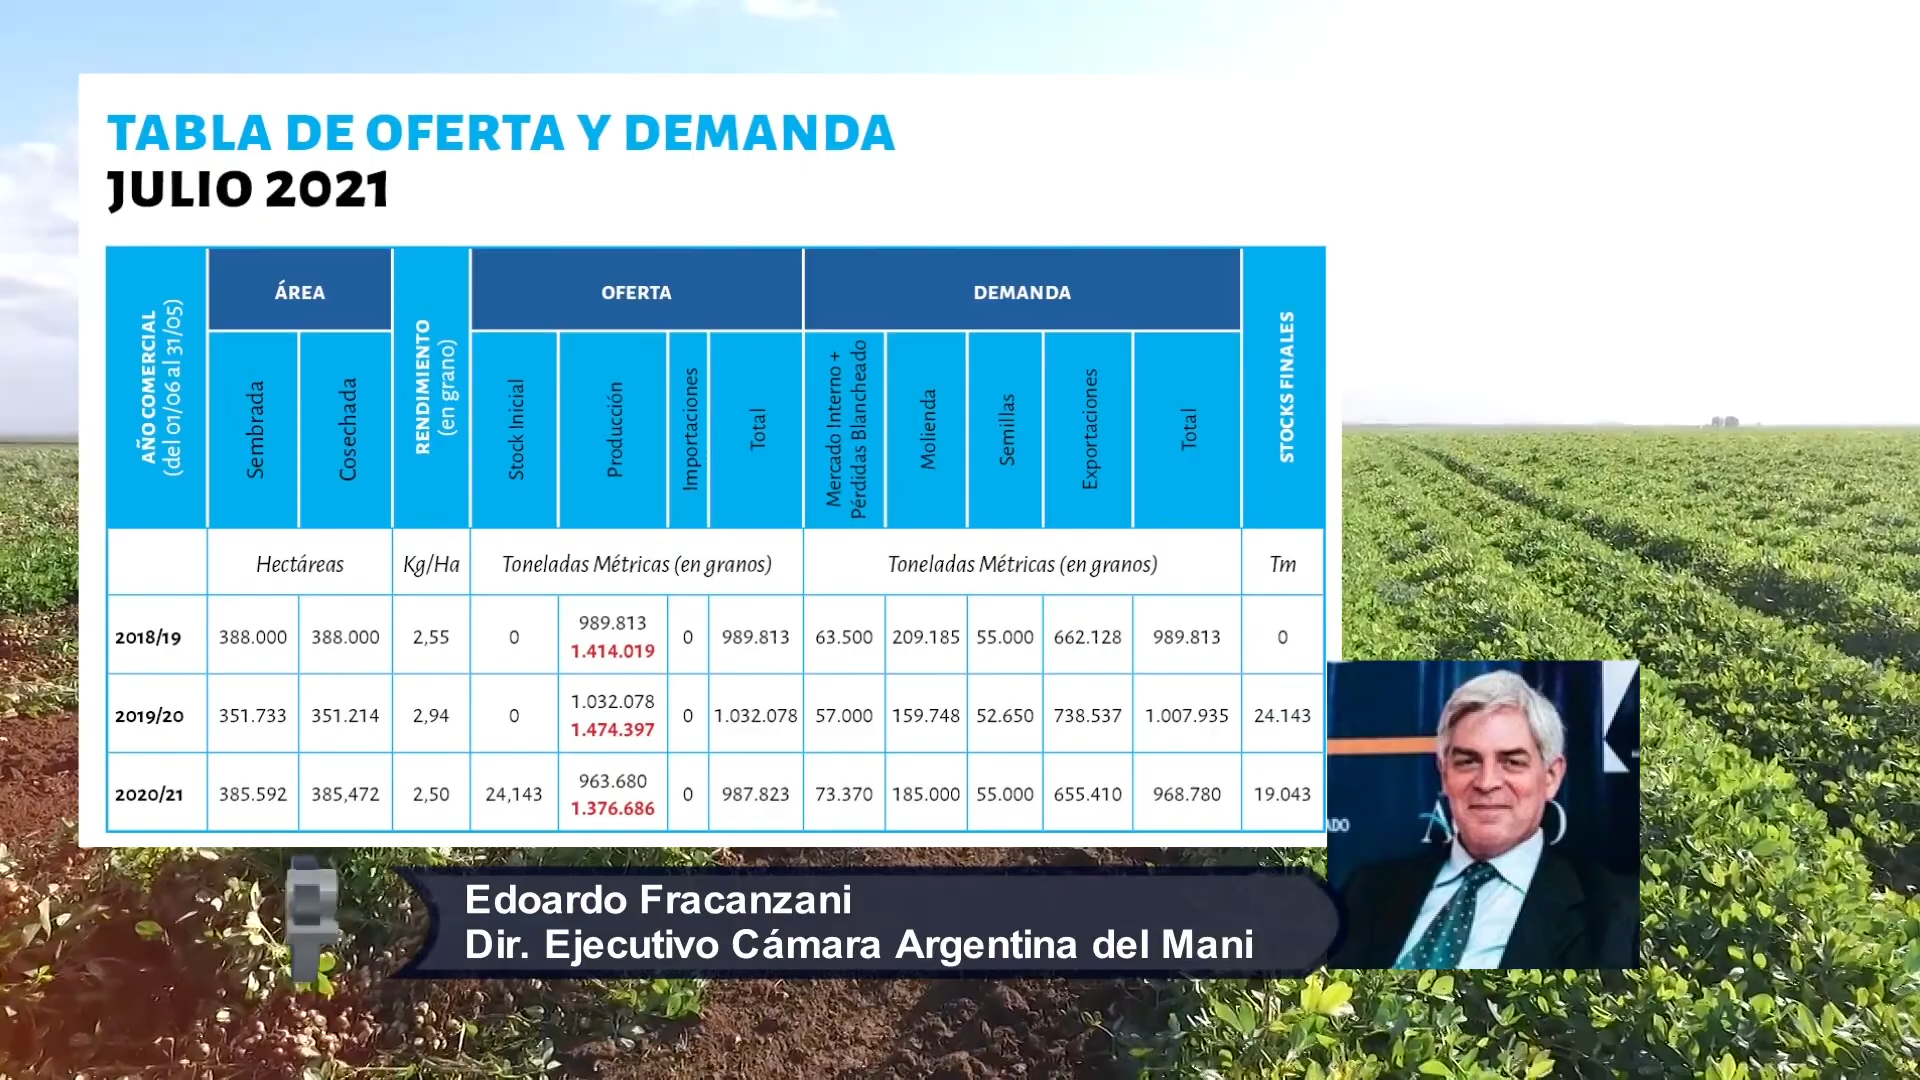 TABLA DE OFERTA Y DEMANDA
JULIO 2021
AÑO COMERCIAL
(del 01/06 al 31/05)
ÁREA
RENDIMIENTO
(en grano)
OFERTA
DEMANDA
STOCKS FINALES
Sembrada
Cosechada
Stock Inicial
Producción
Importaciones
Total
Mercado Interno +
Pérdidas Blancheado
Molienda
Semillas
Exportaciones
Total
Hectáreas Kg/Ha Toneladas Métricas (en granos) Toneladas Métricas (en granos) Tm
2018/19 388.000 388.000 2,55 0 989.813 0 989.813 63.500 209.185 55.000 662.128 989.813 0
1.414.019
2019/20 351.733 351.214 2,94 0 1.032.078 0 1.032.078 57.000 159.748 52.650 738.537 1.007.935 24.143
1.474.397
2020/21 385.592 385,472 2,50 24,143 963.680 0 987.823 73.370 185.000 55.000 655.410 968.780 19.043
1.376.686
Edoardo Fracanzani
Dir. Ejecutivo Cámara Argentina del Mani